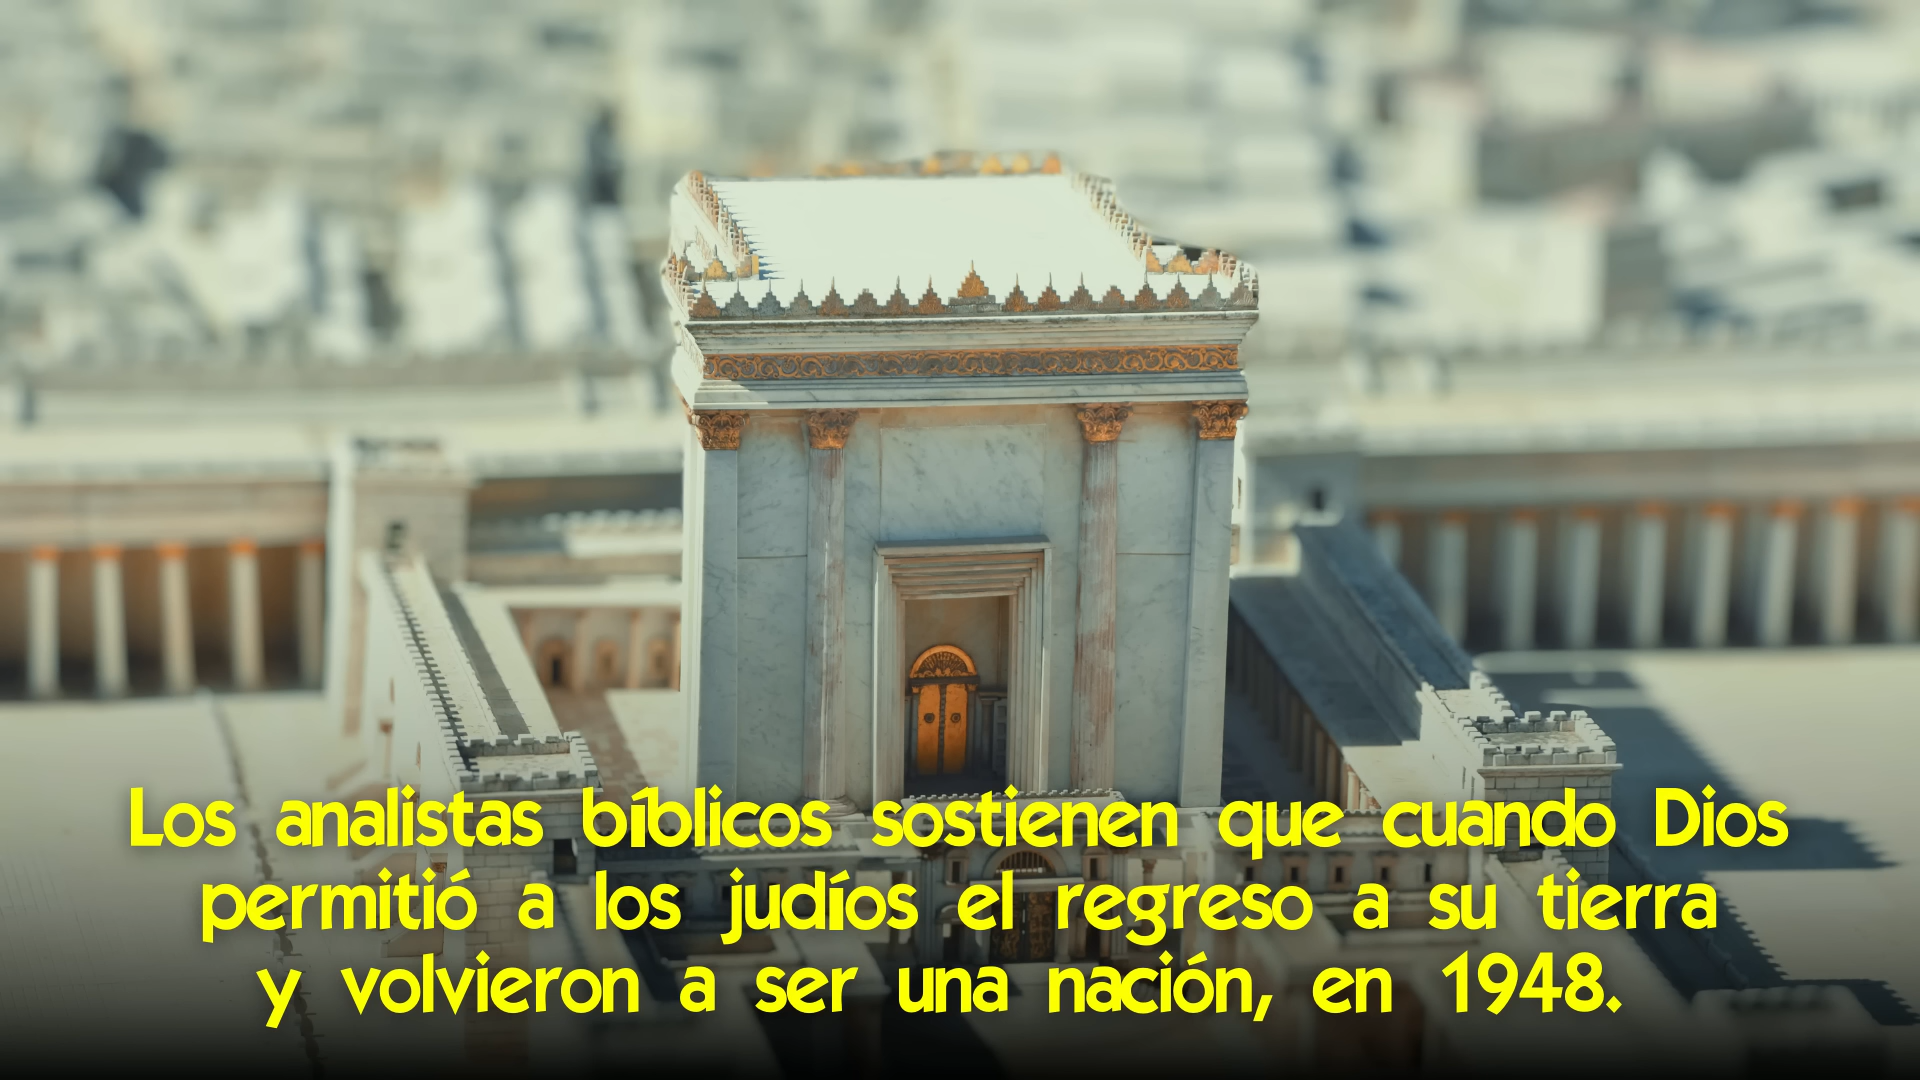 Los analistas bíblicos sostienen que cuando Dios
permitió a los judíos el regreso a su tierra
y volvieron a ser una nación, en 1948.